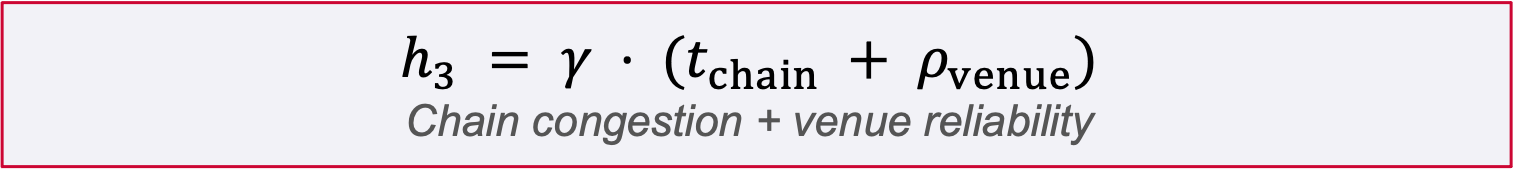 h₃ = γ · (t_chain + ρ_venue)
Chain congestion + venue reliability